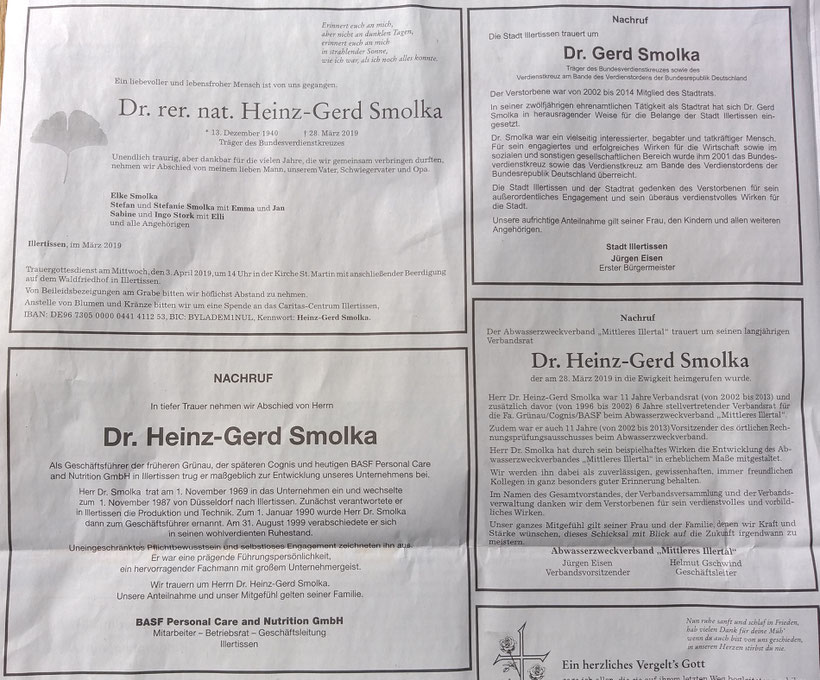 Erinnert euch an mich,
aber nicht an dunklen Tagen,
erinnert euch an mich
in strahlender Sonne,
wie ich war, als ich noch alles konnte.
Ein liebevoller und lebensfroher Mensch ist von uns gegangen.
Dr. rer. nat. Heinz-Gerd Smolka
* 13. Dezember 1940 † 28. März 2019
Träger des Bundesverdienstkreuzes
Unendlich traurig, aber dankbar für die vielen Jahre, die wir gemeinsam verbringen durften,
nehmen wir Abschied von meinem lieben Mann, unserem Vater, Schwiegervater und Opa.
Elke Smolka
Stefan und Stefanie Smolka mit Emma und Jan
Sabine und Ingo Stork mit Elli
und alle Angehörigen
Illertissen, im März 2019
Trauergottesdienst am Mittwoch, den 3. April 2019, um 14 Uhr in der Kirche St. Martin mit anschließender Beerdigung
auf dem Waldfriedhof in Illertissen.
Von Beileidsbezeigungen am Grabe bitten wir höflichst Abstand zu nehmen.
Anstelle von Blumen und Kränze bitten wir um eine Spende an das Caritas-Centrum Illertissen,
IBAN: DE96 7305 0000 0441 4112 53, BIC: BYLADEM1NUL, Kennwort: Heinz-Gerd Smolka.
NACHRUF
In tiefer Trauer nehmen wir Abschied von Herrn
Dr. Heinz-Gerd Smolka
Als Geschäftsführer der früheren Grünau, der späteren Cognis und heutigen BASF Personal Care
and Nutrition GmbH in Illertissen trug er maßgeblich zur Entwicklung unseres Unternehmens bei.
Herr Dr. Smolka trat am 1. November 1969 in das Unternehmen ein und wechselte
zum 1. November 1987 von Düsseldorf nach Illertissen. Zunächst verantwortete er
in Illertissen die Produktion und Technik. Zum 1. Januar 1990 wurde Herr Dr. Smolka
dann zum Geschäftsführer ernannt. Am 31. August 1999 verabschiedete er sich
in seinen wohlverdienten Ruhestand.
Uneingeschränktes Pflichtbewusstsein und selbstloses Engagement zeichneten ihn aus.
Er war eine prägende Führungspersönlichkeit,
ein hervorragender Fachmann mit großem Unternehmergeist.
Wir trauern um Herrn Dr. Heinz-Gerd Smolka.
Unsere Anteilnahme und unser Mitgefühl gelten seiner Familie.
BASF Personal Care and Nutrition GmbH
Mitarbeiter – Betriebsrat – Geschäftsleitung
Illertissen
Nachruf
Die Stadt Illertissen trauert um
Dr. Gerd Smolka
Träger des Bundesverdienstkreuzes sowie des
Verdienstkreuz am Bande des Verdienstordens der Bundesrepublik Deutschland
Der Verstorbene war von 2002 bis 2014 Mitglied des Stadtrats.
In seiner zwölfjährigen ehrenamtlichen Tätigkeit als Stadtrat hat sich Dr. Gerd
Smolka in herausragender Weise für die Belange der Stadt Illertissen ein-
gesetzt.
Dr. Smolka war ein vielseitig interessierter, begabter und tatkräftiger Mensch.
Für sein engagiertes und erfolgreiches Wirken für die Wirtschaft sowie im
sozialen und sonstigen gesellschaftlichen Bereich wurde ihm 2001 das Bundes-
verdienstkreuz sowie das Verdienstkreuz am Bande des Verdienstordens der
Bundesrepublik Deutschland überreicht.
Die Stadt Illertissen und der Stadtrat gedenken des Verstorbenen für sein
außerordentliches Engagement und sein überaus verdienstvolles Wirken für
die Stadt.
Unsere aufrichtige Anteilnahme gilt seiner Frau, den Kindern und allen weiteren
Angehörigen.
Stadt Illertissen
Jürgen Eisen
Erster Bürgermeister
Nachruf
Der Abwasserzweckverband „Mittleres Illertal“ trauert um seinen langjährigen
Verbandsrat
Dr. Heinz-Gerd Smolka
der am 28. März 2019 in die Ewigkeit heimgerufen wurde.
Herr Dr. Heinz-Gerd Smolka war 11 Jahre Verbandsrat (von 2002 bis 2013) und
zusätzlich davor (von 1996 bis 2002) 6 Jahre stellvertretender Verbandsrat für
die Fa. Grünau/Cognis/BASF beim Abwasserzweckverband „Mittleres Illertal“.
Zudem war er auch 11 Jahre (von 2002 bis 2013) Vorsitzender des örtlichen Rech-
nungsprüfungsausschusses beim Abwasserzweckverband.
Herr Dr. Smolka hat durch sein beispielhaftes Wirken die Entwicklung des Ab-
wasserzweckverbandes „Mittleres Illertal“ in erheblichem Maße mitgestaltet.
Wir werden ihn dabei als zuverlässigen, gewissenhaften, immer freundlichen
Kollegen in ganz besonders guter Erinnerung behalten.
Im Namen des Gesamtvorstandes, der Verbandsversammlung und der Verbands-
verwaltung danken wir dem Verstorbenen für sein verdienstvolles und vorbild-
liches Wirken.
Unser ganzes Mitgefühl gilt seiner Frau und der Familie, denen wir Kraft und
Stärke wünschen, dieses Schicksal mit Blick auf die Zukunft irgendwann zu
meistern.
Abwasserzweckverband „Mittleres Illertal“
Jürgen Eisen Helmut Gschwind
Verbandsvorsitzender Geschäftsleiter
Nun ruhe sanft und schlaf in Frieden,
hab vielen Dank für deine Müh'
wenn du auch bist von uns geschieden,
in unseren Herzen stirbst du nie.
Ein herzliches Vergelt's Gott